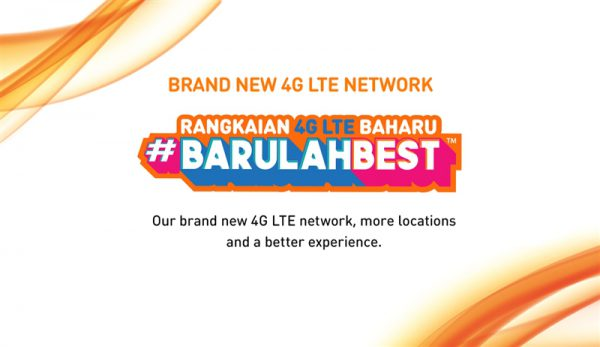 BRAND NEW 4G LTE NETWORK
RANGKAIAN 4G LTE BAHARU
#BARULAHBEST™
Our brand new 4G LTE network, more locations
and a better experience.